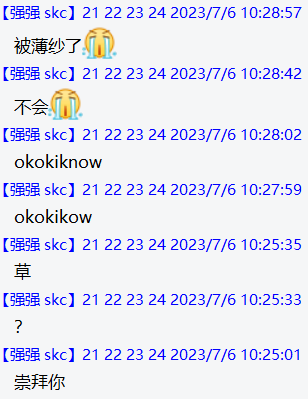 【强强 skc】21 22 23 24 2023/7/6 10:28:57
被薄纱了😭
【强强 skc】21 22 23 24 2023/7/6 10:28:42
不会😭
【强强 skc】21 22 23 24 2023/7/6 10:28:02
okokiknow
【强强 skc】21 22 23 24 2023/7/6 10:27:59
okokikow
【强强 skc】21 22 23 24 2023/7/6 10:25:35
草
【强强 skc】21 22 23 24 2023/7/6 10:25:33
?
【强强 skc】21 22 23 24 2023/7/6 10:25:01
崇拜你